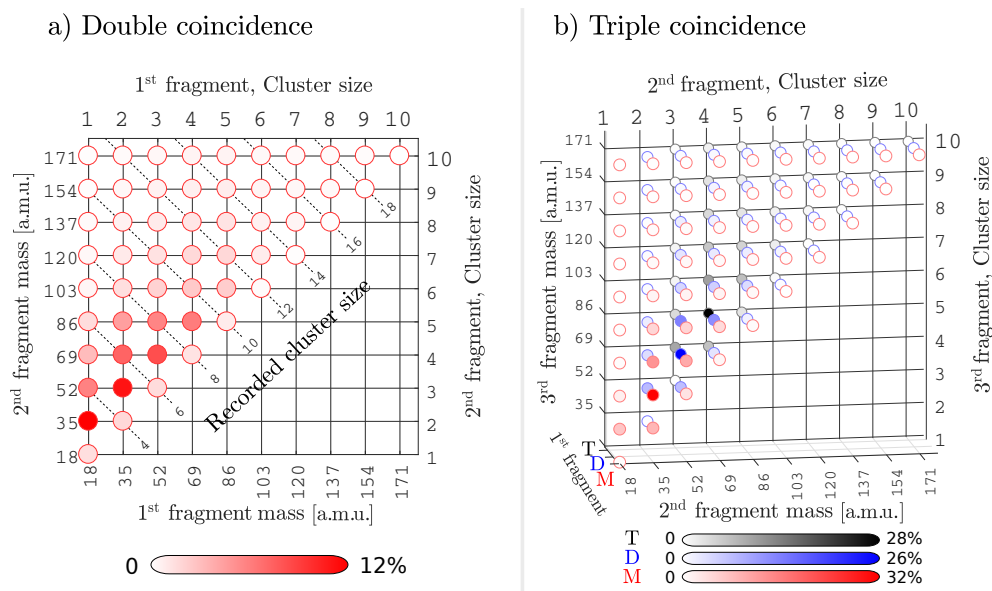 a) Double coincidence
1st fragment, Cluster size
1 2 3 4 5 6 7 8 9 10
2nd fragment mass [a.m.u.]
171
154
137
120
103
86
69
52
35
18
10
9
8
7
6
5
4
3
2
1
2nd fragment, Cluster size
18
16
14
12
10
8
6
4
Recorded cluster size
18 35 52 69 86 103 120 137 154 171
1st fragment mass [a.m.u.]
0 12%
b) Triple coincidence
2nd fragment, Cluster size
1 2 3 4 5 6 7 8 9 10
3rd fragment mass [a.m.u.]
171
154
137
120
103
86
69
52
35
10
9
8
7
6
5
4
3
2
1
3rd fragment, Cluster size
1st fragment
T
D
M
18 35 52 69 86 103 120 137 154 171
2nd fragment mass [a.m.u.]
T 0 28%
D 0 26%
M 0 32%